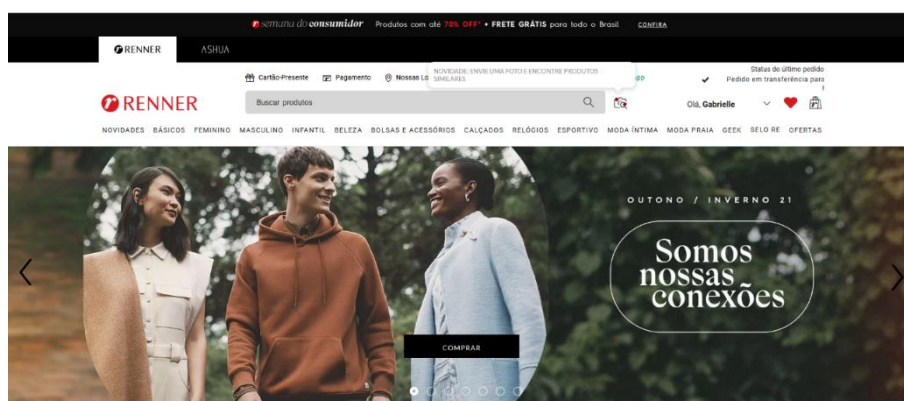 r semana do consumidor Produtos com até 70% OFF* + FRETE GRÁTIS para todo o Brasil CONFIRA
RENNER ASHUA
Cartão-Presente Pagamento Nossas Lo
NOVIDADE: ENVIE UMA FOTO E ENCONTRE PRODUTOS
SIMILARES
Status de último pedido
Pedido em transferência para
RENNER
Buscar produtos
Olá, Gabrielle
NOVIDADES BÁSICOS FEMININO MASCULINO INFANTIL BELEZA BOLSAS E ACESSÓRIOS CALÇADOS RELÓGIOS ESPORTIVO MODA ÍNTIMA MODA PRAIA GEEK SELO RE OFERTAS
OUTONO / INVERNO 21
Somos
nossas
conexões
COMPRAR